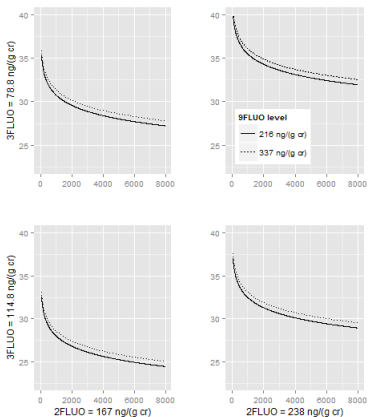 3FLUO = 78.8 ng/(g cr)
40
35
30
25
0 2000 4000 6000 8000
40
35
30
25
9FLUO level
216 ng/(g cr)
337 ng/(g cr)
0 2000 4000 6000 8000
3FLUO = 114.8 ng/(g cr)
40
35
30
25
0 2000 4000 6000 8000
2FLUO = 167 ng/(g cr)
40
35
30
25
0 2000 4000 6000 8000
2FLUO = 238 ng/(g cr)